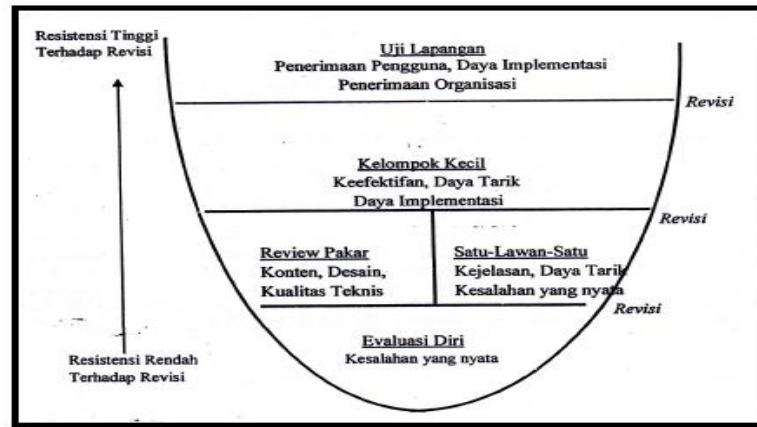 Resistensi Tinggi
Terhadap Revisi
Uji Lapangan
Penerimaan Pengguna, Daya Implementasi
Penerimaan Organisasi
Revisi
Kelompok Kecil
Keefektifan, Daya Tarik
Daya Implementasi
Revisi
Review Pakar
Konten, Desain,
Kualitas Teknis
Satu-Lawan-Satu
Kejelasan, Daya Tarik
Kesalahan yang nyata
Revisi
Evaluasi Diri
Kesalahan yang nyata
Resistensi Rendah
Terhadap Revisi